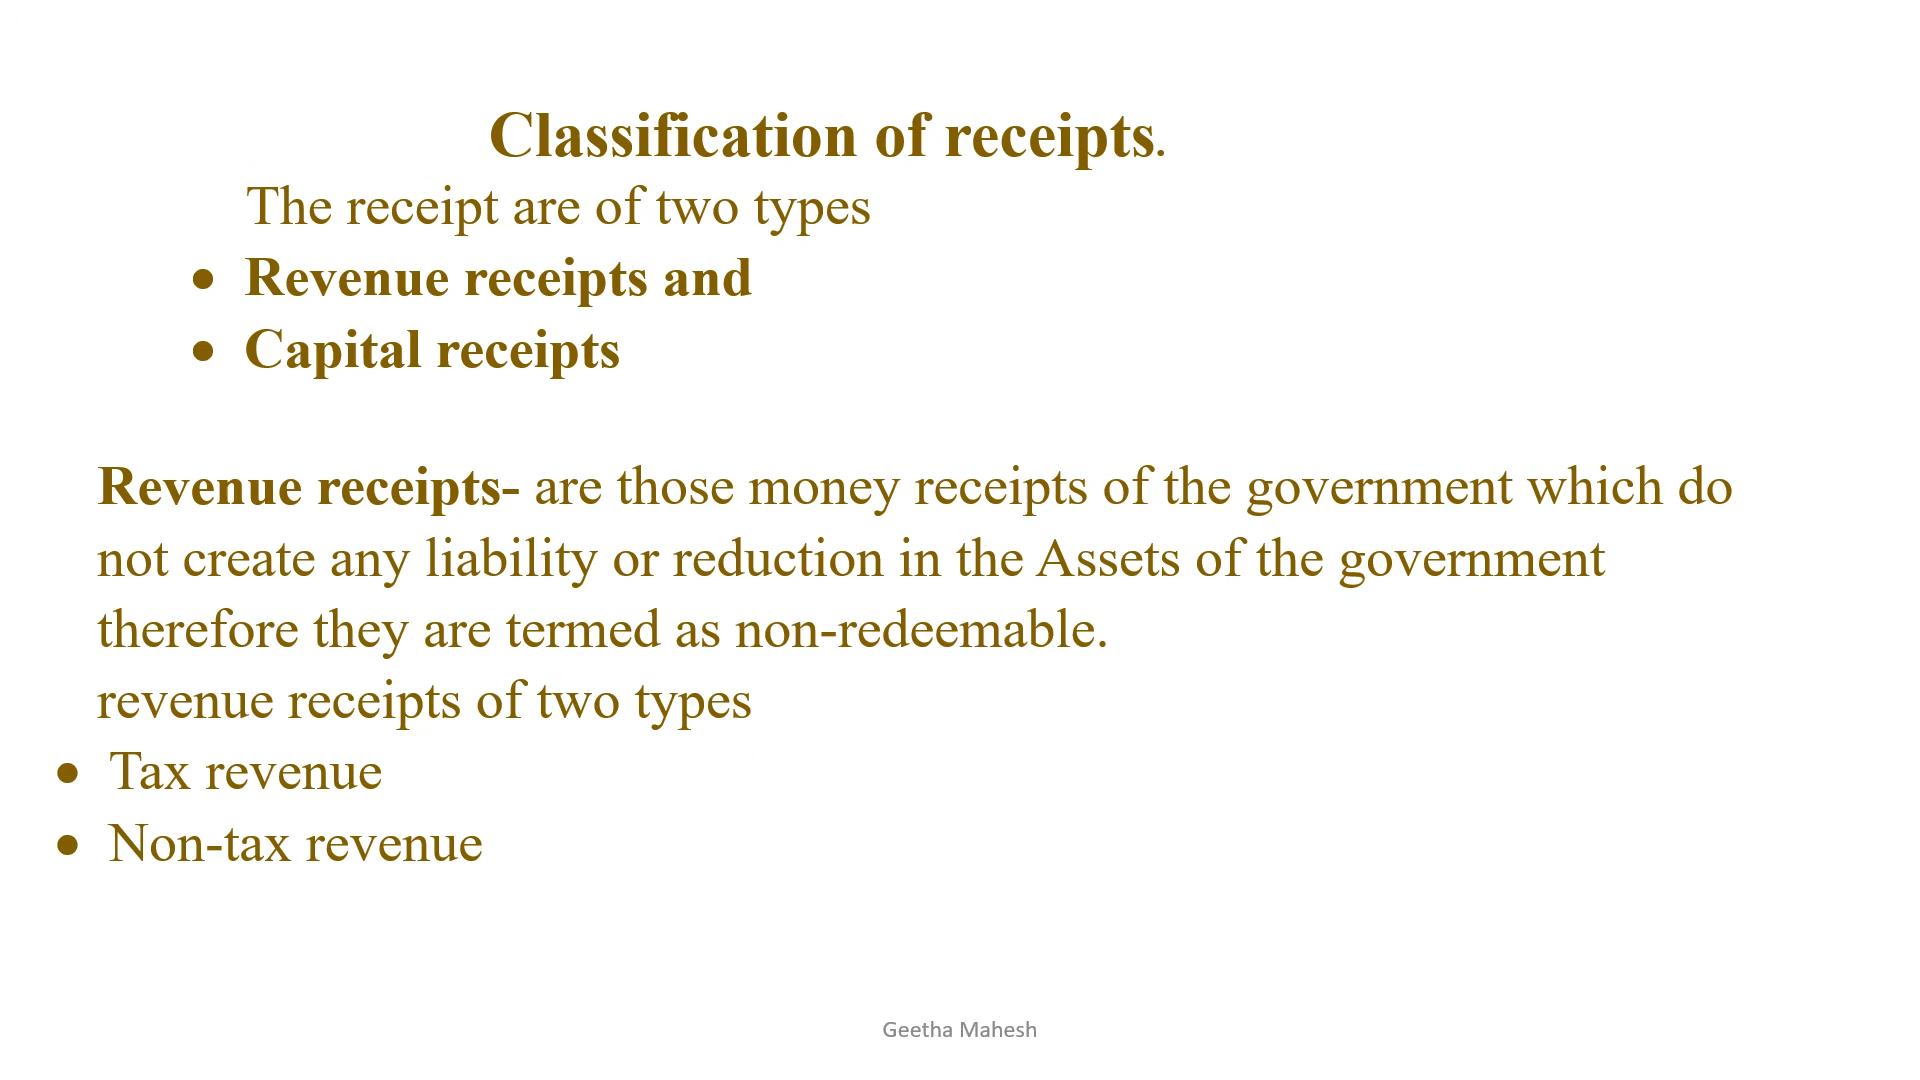 Classification of receipts.
The receipt are of two types
• Revenue receipts and
• Capital receipts
Revenue receipts- are those money receipts of the government which do
not create any liability or reduction in the Assets of the government
therefore they are termed as non-redeemable.
revenue receipts of two types
• Tax revenue
• Non-tax revenue
Geetha Mahesh